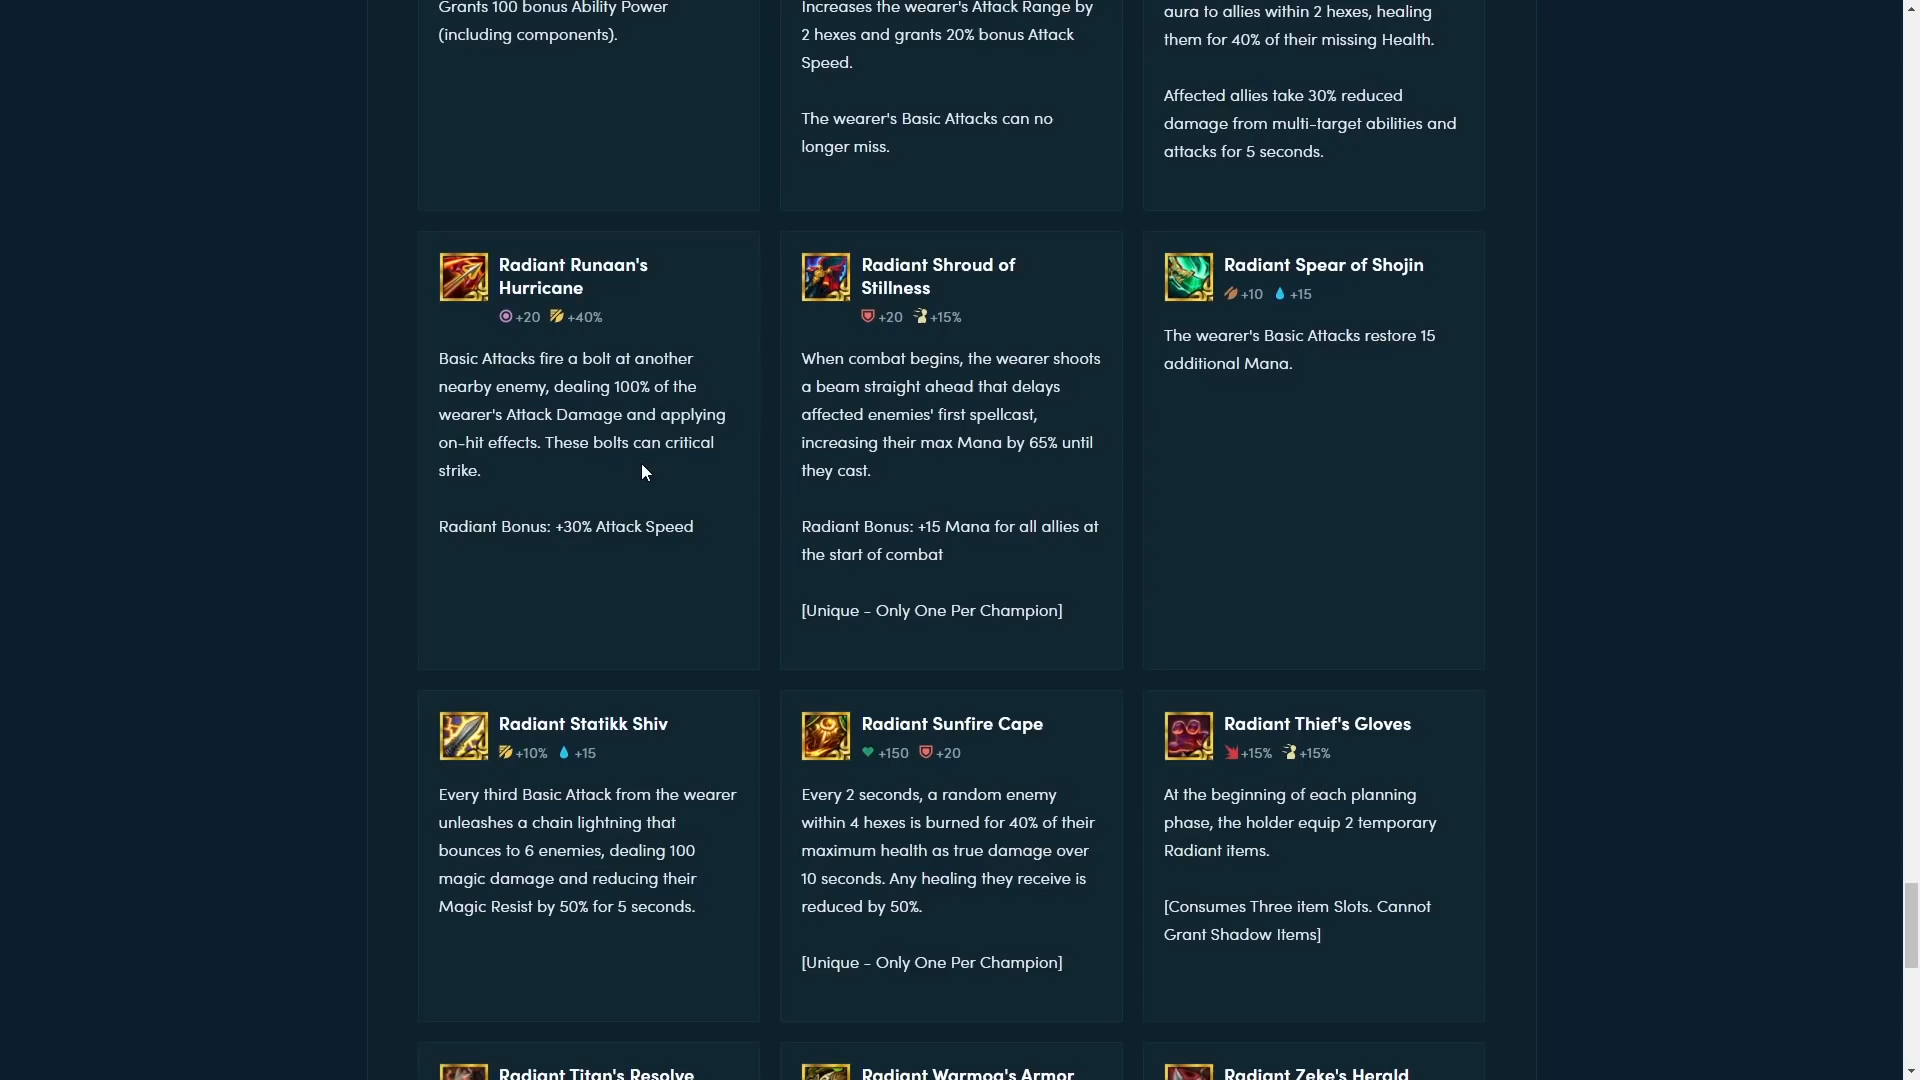 Grants 100 bonus Ability Power
(including components).
Increases the wearer's Attack Range by
2 hexes and grants 20% bonus Attack
Speed.
The wearer's Basic Attacks can no
longer miss.
aura to allies within 2 hexes, healing
them for 40% of their missing Health.
Affected allies take 30% reduced
damage from multi-target abilities and
attacks for 5 seconds.
Radiant Runaan's
Hurricane
+20 +40%
Basic Attacks fire a bolt at another
nearby enemy, dealing 100% of the
wearer's Attack Damage and applying
on-hit effects. These bolts can critical
strike.
Radiant Bonus: +30% Attack Speed
Radiant Shroud of
Stillness
+20 +15%
When combat begins, the wearer shoots
a beam straight ahead that delays
affected enemies' first spellcast,
increasing their max Mana by 65% until
they cast.
Radiant Bonus: +15 Mana for all allies at
the start of combat
[Unique - Only One Per Champion]
Radiant Spear of Shojin
+10 +15
The wearer's Basic Attacks restore 15
additional Mana.
Radiant Statikk Shiv
+10% +15
Every third Basic Attack from the wearer
unleashes a chain lightning that
bounces to 6 enemies, dealing 100
magic damage and reducing their
Magic Resist by 50% for 5 seconds.
Radiant Sunfire Cape
+150 +20
Every 2 seconds, a random enemy
within 4 hexes is burned for 40% of their
maximum health as true damage over
10 seconds. Any healing they receive is
reduced by 50%.
[Unique - Only One Per Champion]
Radiant Thief's Gloves
+15% +15%
At the beginning of each planning
phase, the holder equip 2 temporary
Radiant items.
[Consumes Three item Slots. Cannot
Grant Shadow Items]
Radiant Titan's Resolve
Radiant Warmog's Armor
Radiant Zeke's Herald